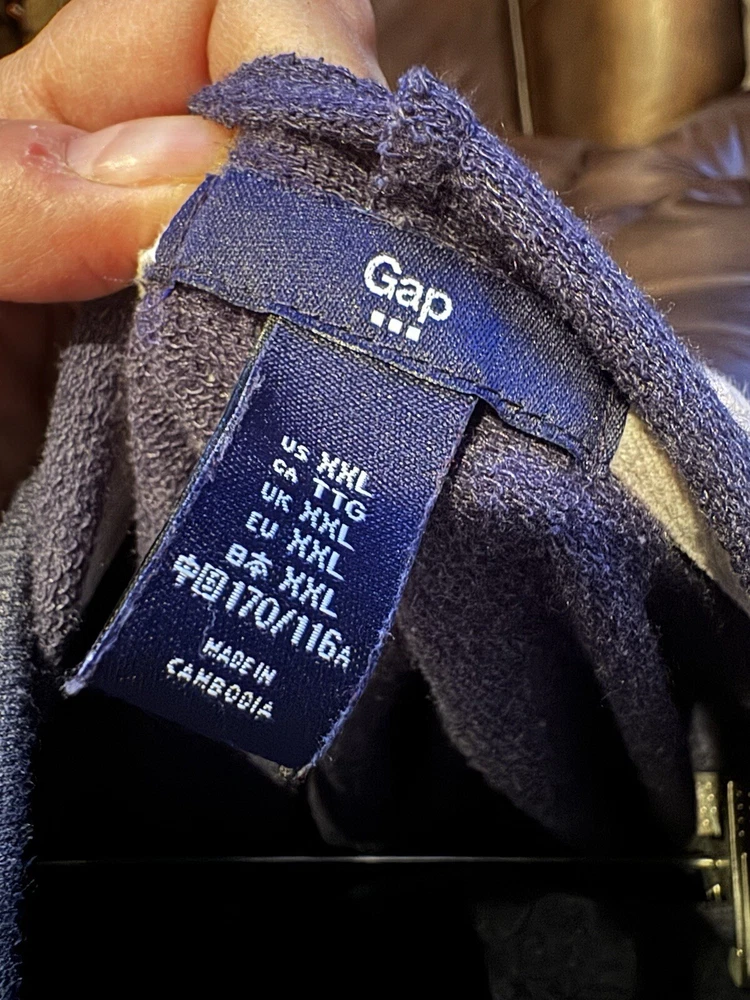 Gap
US XXL
CA TTG
UK XXL
EU XXL
日本 XXL
中国 170/116A
MADE IN
CAMBODIA